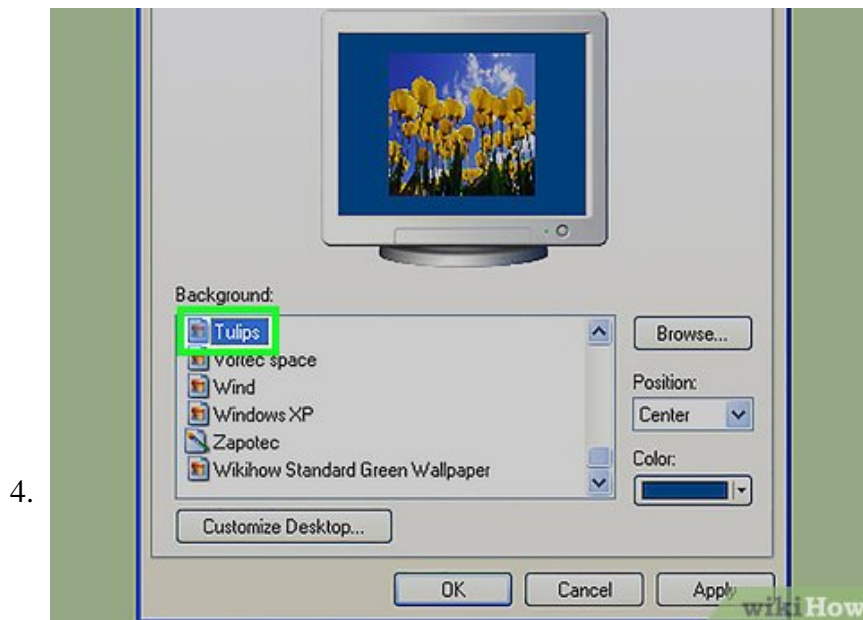 Background:
Tulips
Vortec space
Wind
Windows XP
Zapotec
Wikihow Standard Green Wallpaper
Browse...
Position:
Center
Color:
4.
Customize Desktop...
OK
Cancel
Apply
wikiHow